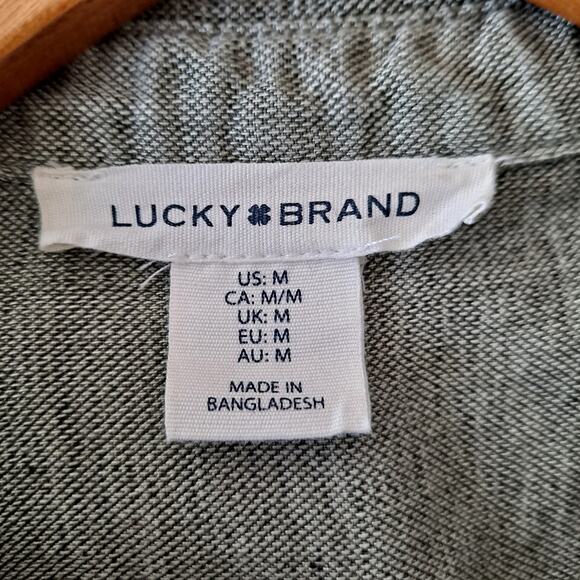 LUCKY BRAND
US: M
CA: M/M
UK: M
EU: M
AU: M
MADE IN
BANGLADESH